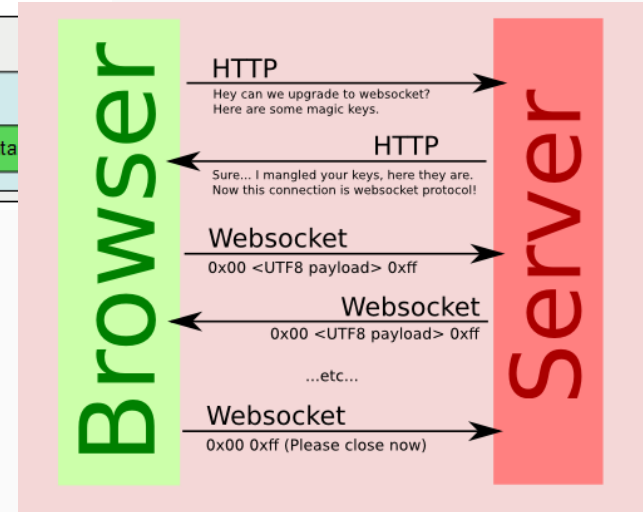 ta
Browser
Server
HTTP
Hey can we upgrade to websocket?
Here are some magic keys.
HTTP
Sure... I mangled your keys, here they are.
Now this connection is websocket protocol!
Websocket
0x00 <UTF8 payload> 0xff
Websocket
0x00 <UTF8 payload> 0xff
...etc...
Websocket
0x00 0xff (Please close now)